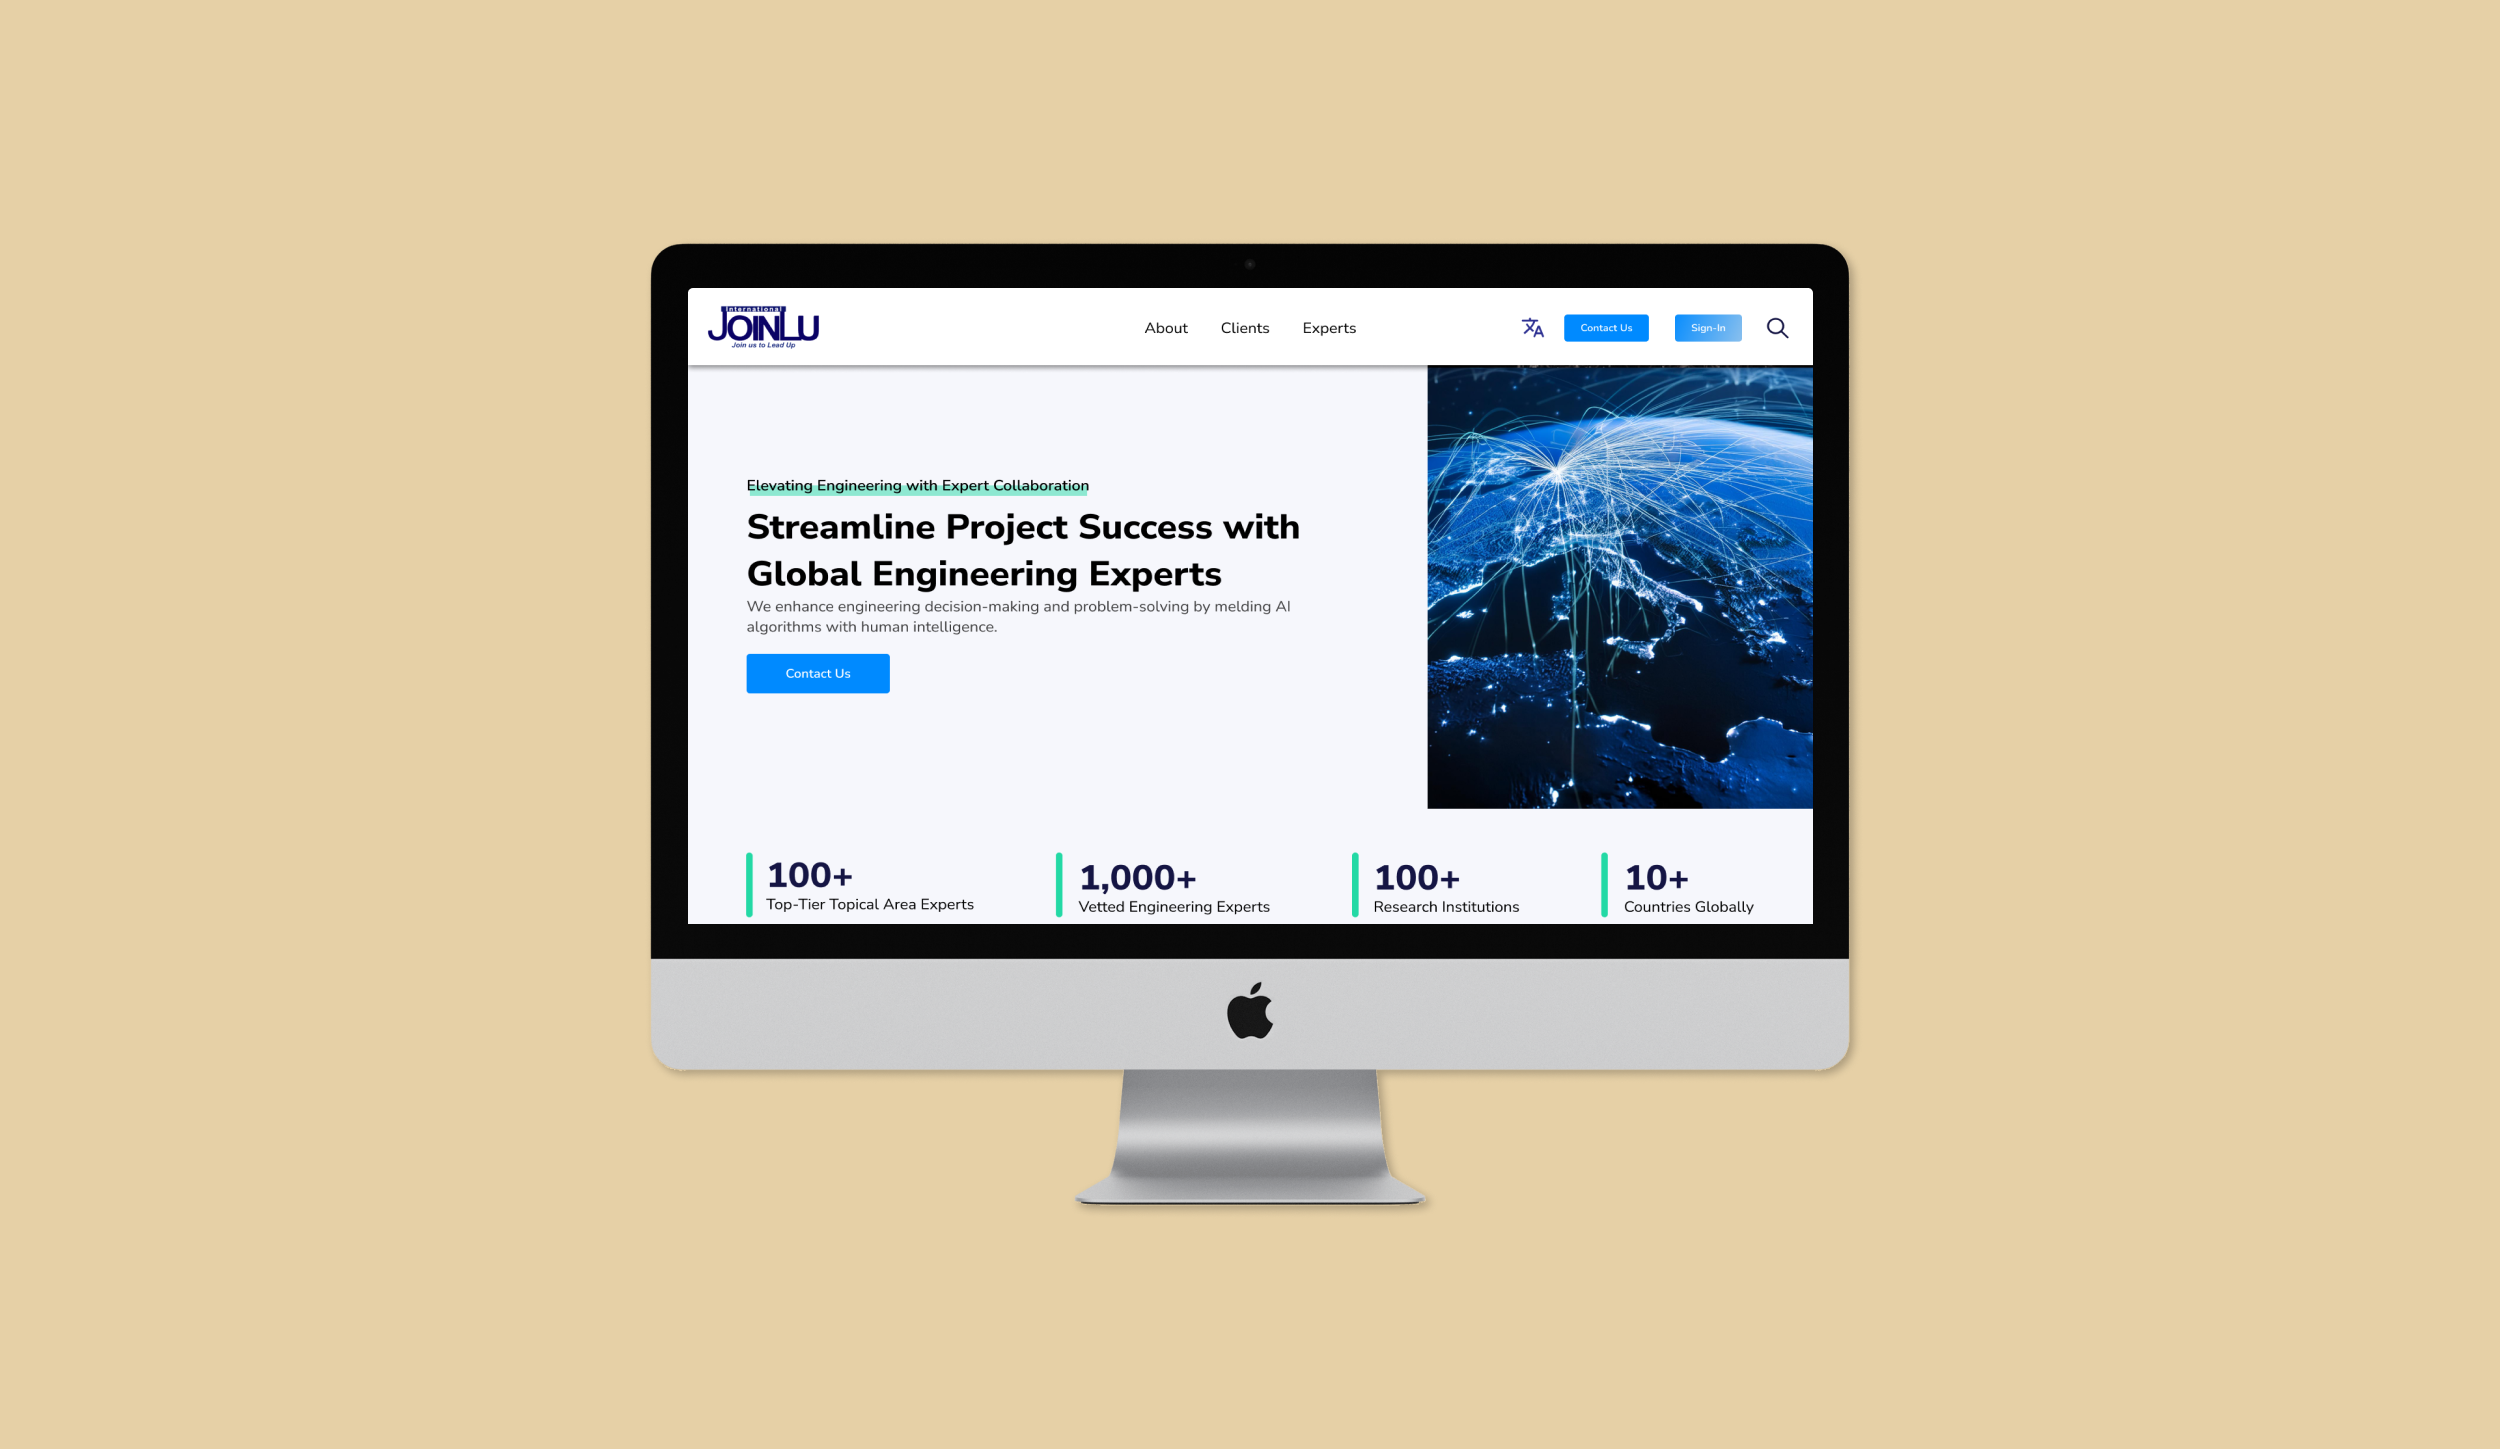 International
JOINLU
Join us to Lead Up
About Clients Experts
Contact Us
Sign-In
Elevating Engineering with Expert Collaboration
Streamline Project Success with
Global Engineering Experts
We enhance engineering decision-making and problem-solving by melding AI
algorithms with human intelligence.
Contact Us
100+
Top-Tier Topical Area Experts
1,000+
Vetted Engineering Experts
100+
Research Institutions
10+
Countries Globally